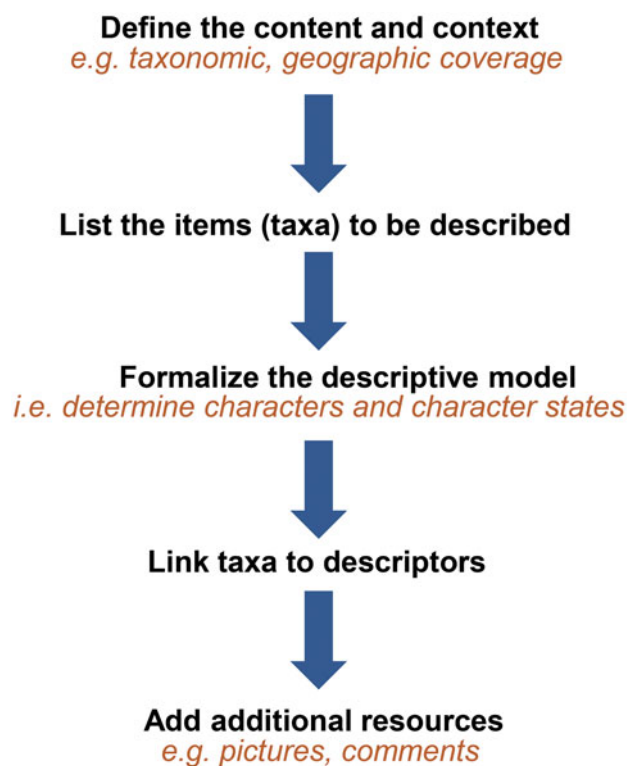 Define the content and context
e.g. taxonomic, geographic coverage
List the items (taxa) to be described
Formalize the descriptive model
i.e. determine characters and character states
Link taxa to descriptors
Add additional resources
e.g. pictures, comments